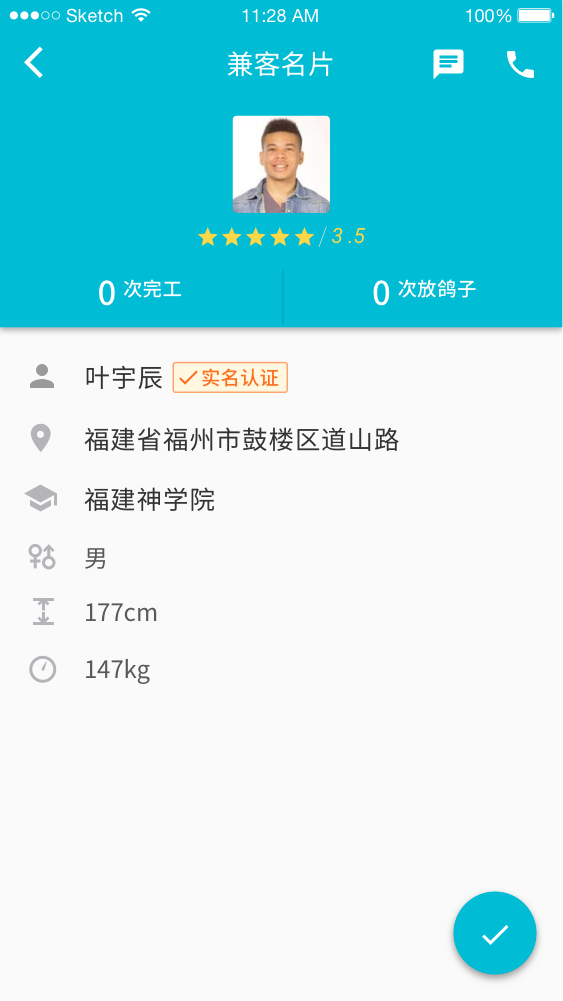 Sketch 11:28 AM 100%
兼客名片
/3.5
0 次完工 0 次放鸽子
叶宇辰 实名认证
福建省福州市鼓楼区道山路
福建神学院
男
177cm
147kg